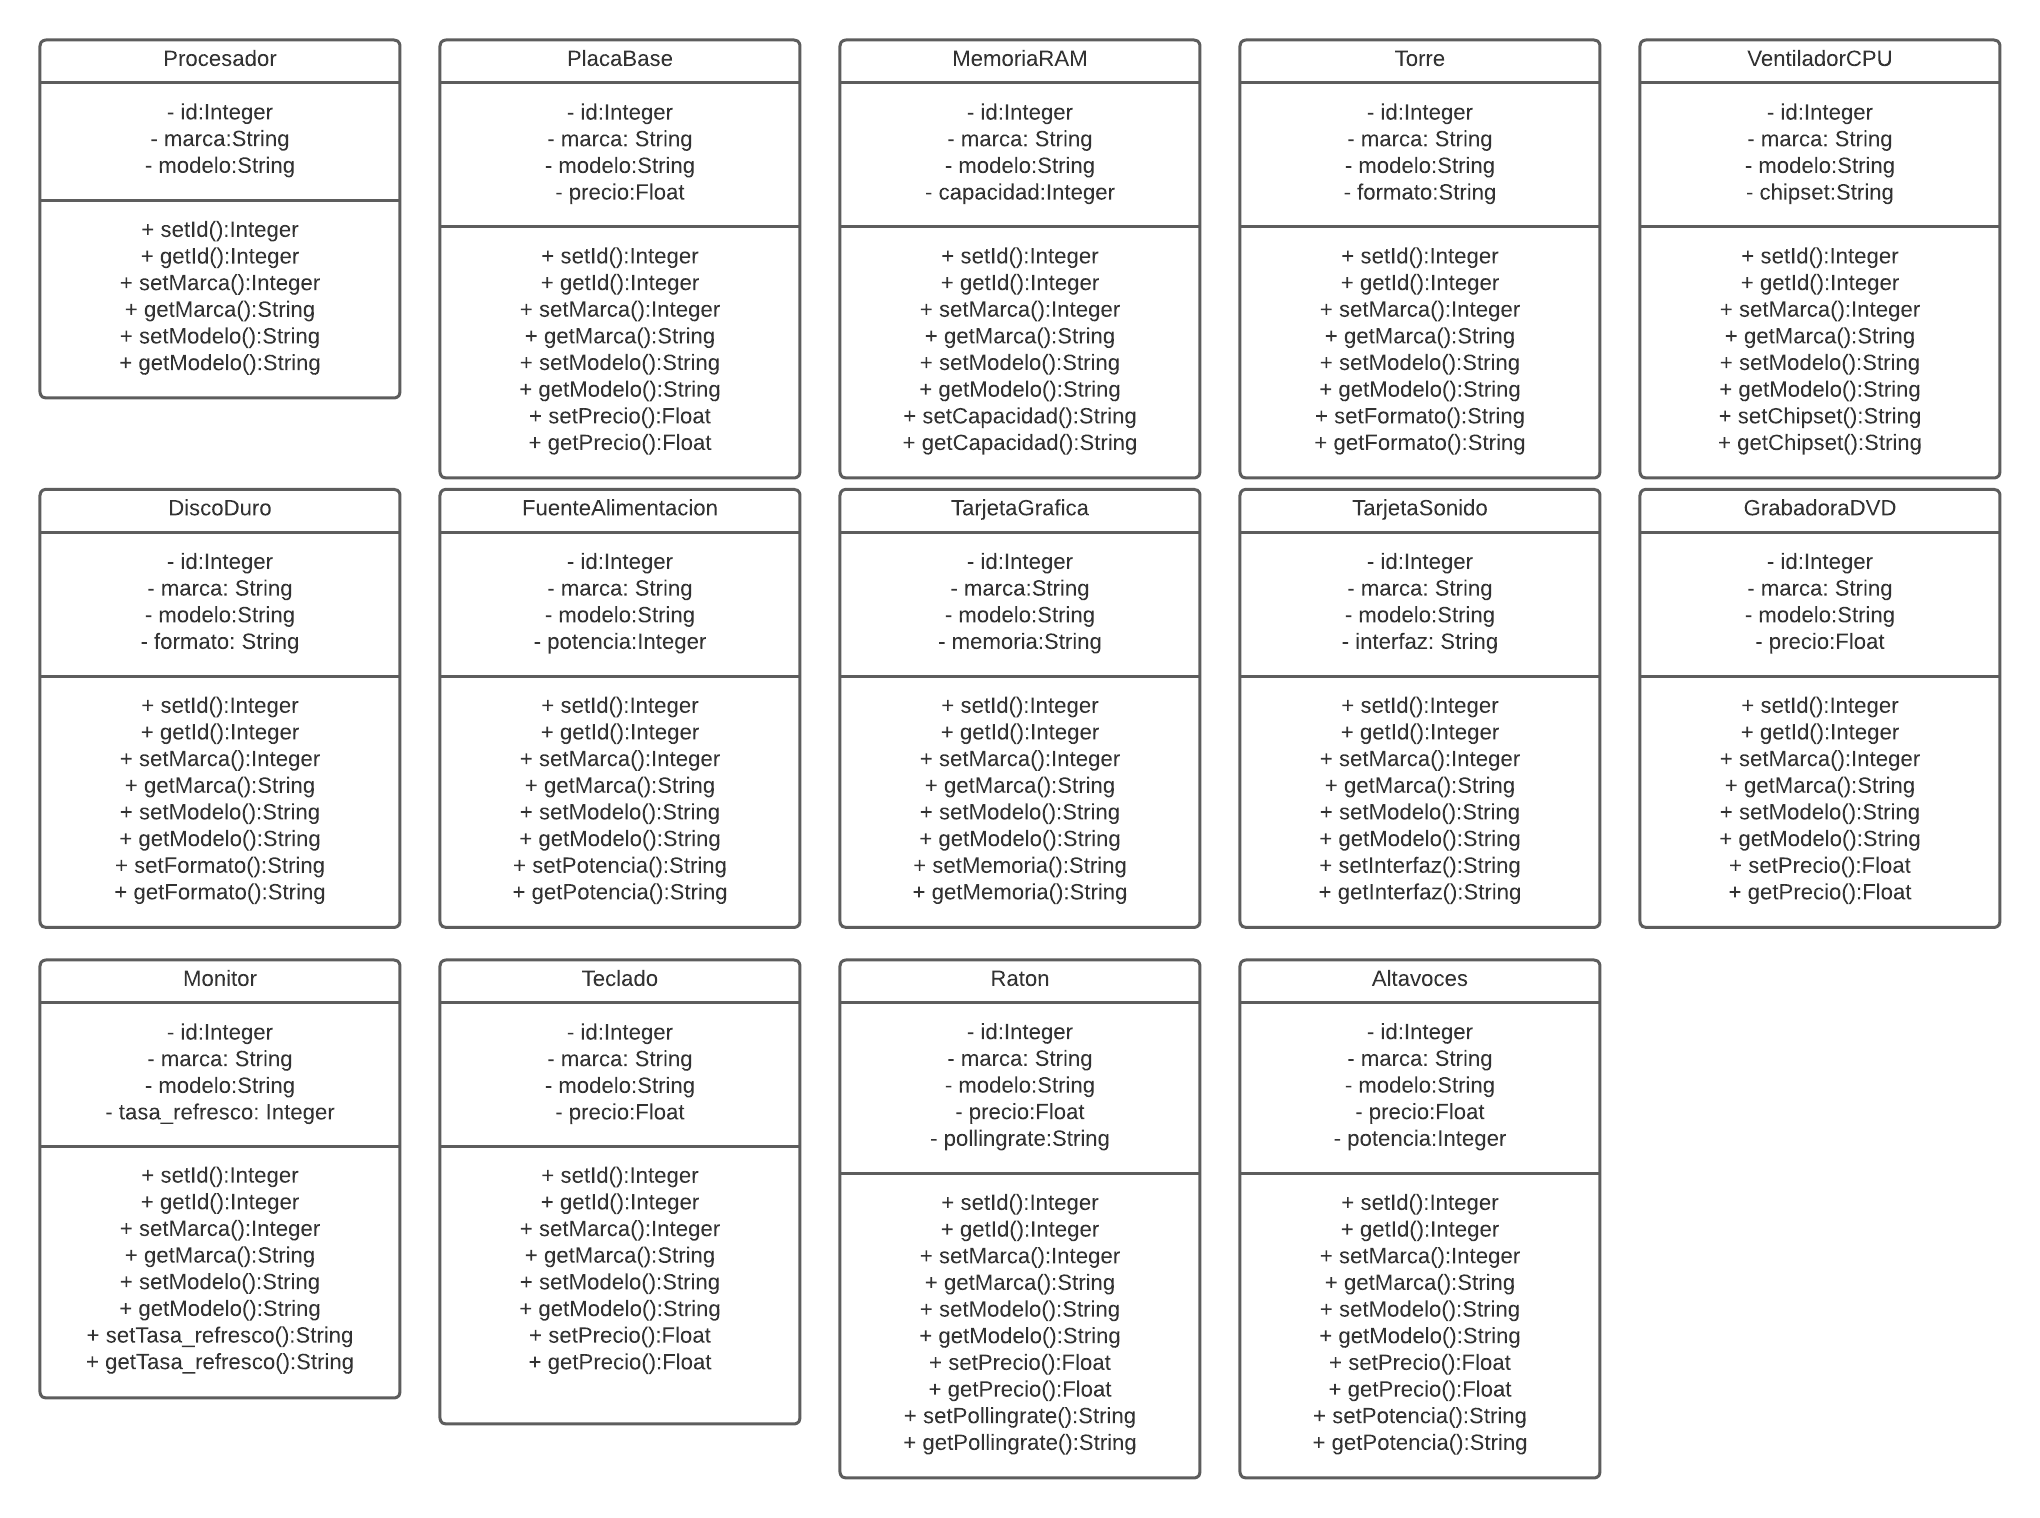 Procesador
- id:Integer
- marca:String
- modelo:String
+ setId():Integer
+ getId():Integer
+ setMarca():Integer
+ getMarca():String
+ setModelo():String
+ getModelo():String
PlacaBase
- id:Integer
- marca: String
- modelo:String
- precio:Float
+ setId():Integer
+ getId():Integer
+ setMarca():Integer
+ getMarca():String
+ setModelo():String
+ getModelo():String
+ setPrecio():Float
+ getPrecio():Float
MemoriaRAM
- id:Integer
- marca: String
- modelo:String
- capacidad:Integer
+ setId():Integer
+ getId():Integer
+ setMarca():Integer
+ getMarca():String
+ setModelo():String
+ getModelo():String
+ setCapacidad():String
+ getCapacidad():String
Torre
- id:Integer
- marca: String
- modelo:String
- formato:String
+ setId():Integer
+ getId():Integer
+ setMarca():Integer
+ getMarca():String
+ setModelo():String
+ getModelo():String
+ setFormato():String
+ getFormato():String
VentiladorCPU
- id:Integer
- marca: String
- modelo:String
- chipset:String
+ setId():Integer
+ getId():Integer
+ setMarca():Integer
+ getMarca():String
+ setModelo():String
+ getModelo():String
+ setChipset():String
+ getChipset():String
DiscoDuro
- id:Integer
- marca: String
- modelo:String
- formato: String
+ setId():Integer
+ getId():Integer
+ setMarca():Integer
+ getMarca():String
+ setModelo():String
+ getModelo():String
+ setFormato():String
+ getFormato():String
FuenteAlimentacion
- id:Integer
- marca: String
- modelo:String
- potencia:Integer
+ setId():Integer
+ getId():Integer
+ setMarca():Integer
+ getMarca():String
+ setModelo():String
+ getModelo():String
+ setPotencia():String
+ getPotencia():String
TarjetaGrafica
- id:Integer
- marca:String
- modelo:String
- memoria:String
+ setId():Integer
+ getId():Integer
+ setMarca():Integer
+ getMarca():String
+ setModelo():String
+ getModelo():String
+ setMemoria():String
+ getMemoria():String
TarjetaSonido
- id:Integer
- marca: String
- modelo:String
- interfaz: String
+ setId():Integer
+ getId():Integer
+ setMarca():Integer
+ getMarca():String
+ setModelo():String
+ getModelo():String
+ setInterfaz():String
+ getInterfaz():String
GrabadoraDVD
- id:Integer
- marca: String
- modelo:String
- precio:Float
+ setId():Integer
+ getId():Integer
+ setMarca():Integer
+ getMarca():String
+ setModelo():String
+ getModelo():String
+ setPrecio():Float
+ getPrecio():Float
Monitor
- id:Integer
- marca: String
- modelo:String
- tasa_refresco: Integer
+ setId():Integer
+ getId():Integer
+ setMarca():Integer
+ getMarca():String
+ setModelo():String
+ getModelo():String
+ setTasa_refresco():String
+ getTasa_refresco():String
Teclado
- id:Integer
- marca: String
- modelo:String
- precio:Float
+ setId():Integer
+ getId():Integer
+ setMarca():Integer
+ getMarca():String
+ setModelo():String
+ getModelo():String
+ setPrecio():Float
+ getPrecio():Float
Raton
- id:Integer
- marca: String
- modelo:String
- precio:Float
- pollingrate:String
+ setId():Integer
+ getId():Integer
+ setMarca():Integer
+ getMarca():String
+ setModelo():String
+ getModelo():String
+ setPrecio():Float
+ getPrecio():Float
+ setPollingrate():String
+ getPollingrate():String
Altavoces
- id:Integer
- marca: String
- modelo:String
- precio:Float
- potencia:Integer
+ setId():Integer
+ getId():Integer
+ setMarca():Integer
+ getMarca():String
+ setModelo():String
+ getModelo():String
+ setPrecio():Float
+ getPrecio():Float
+ setPotencia():String
+ getPotencia():String